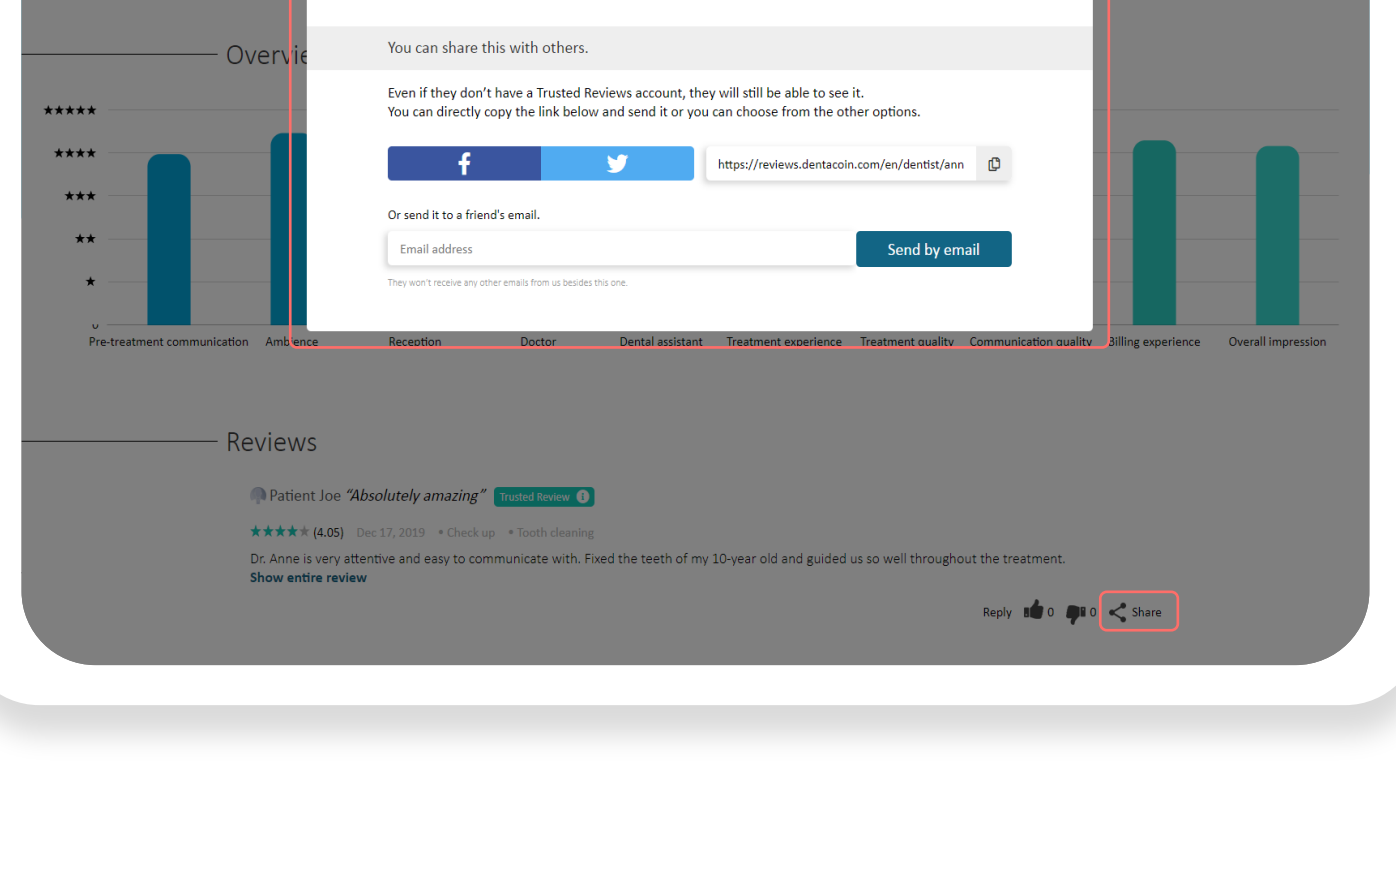 Overvie
You can share this with others.
Even if they don't have a Trusted Reviews account, they will still be able to see it.
You can directly copy the link below and send it or you can choose from the other options.
★★★★★
★★★★
★★★
★★
★
0
https://reviews.dentacoin.com/en/dentist/ann
Or send it to a friend's email.
Email address
Send by email
They won't receive any other emails from us besides this one.
Pre-treatment communication Ambience Reception Doctor Dental assistant Treatment experience Treatment quality Communication quality Billing experience Overall impression
Reviews
Patient Joe “Absolutely amazing” Trusted Review i
★★★★★ (4.05) Dec 17, 2019 • Check up • Tooth cleaning
Dr. Anne is very attentive and easy to communicate with. Fixed the teeth of my 10-year old and guided us so well throughout the treatment.
Show entire review
Reply 0 0 Share